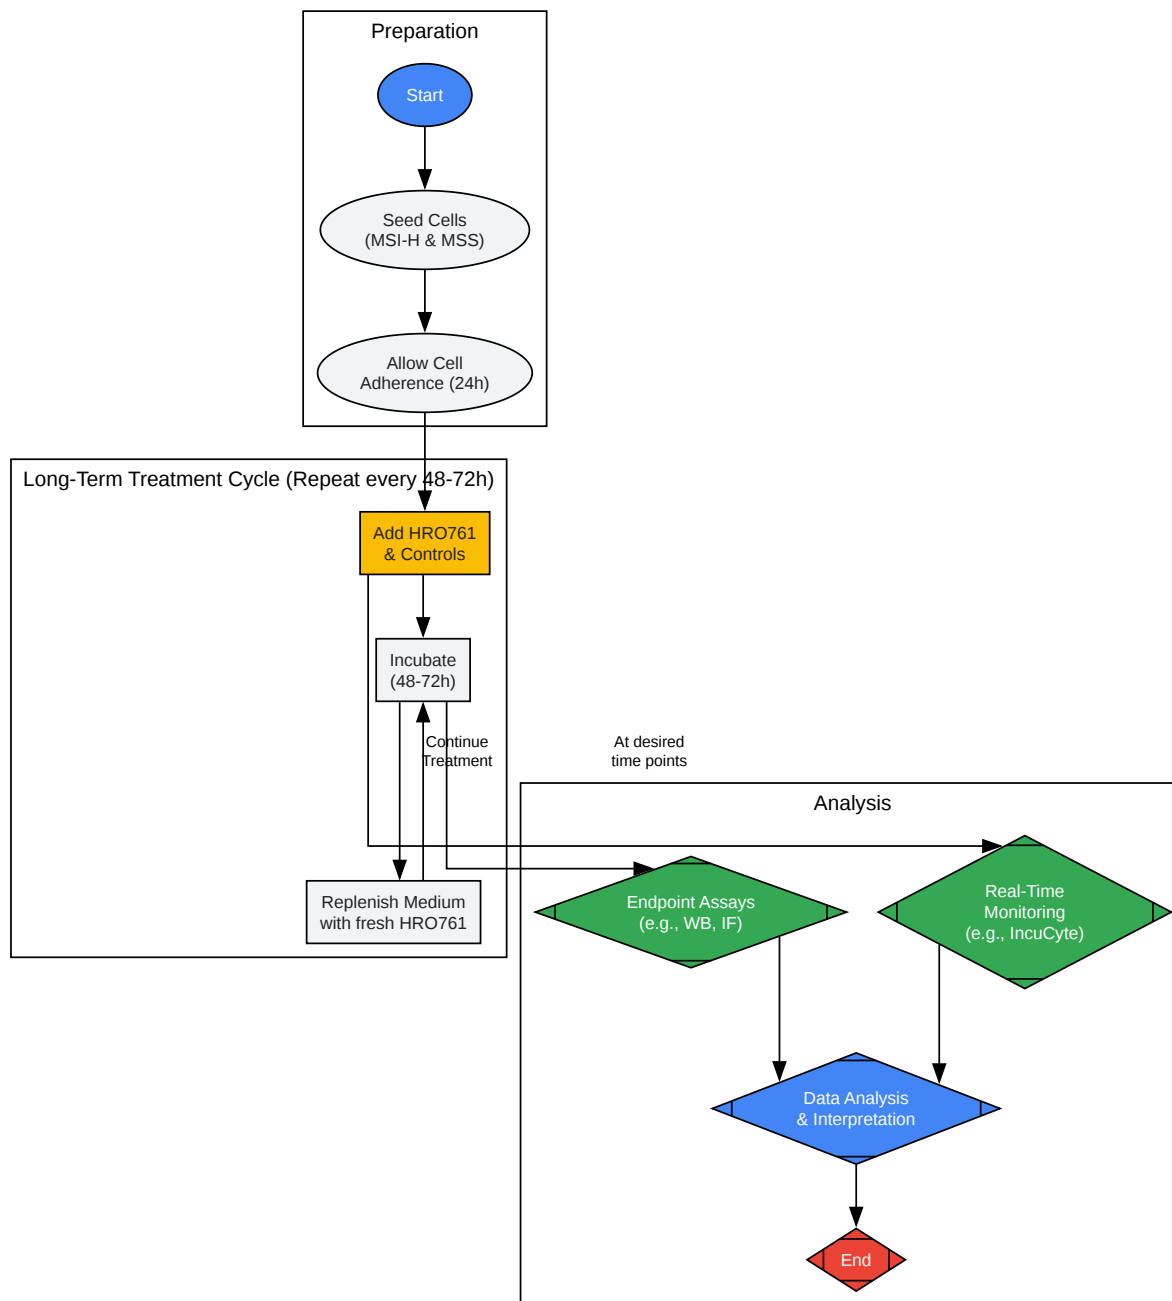 Preparation
Start
Seed Cells
(MSI-H & MSS)
Allow Cell
Adherence (24h)
Long-Term Treatment Cycle (Repeat every 48-72h)
Add HRO761
& Controls
Incubate
(48-72h)
Continue
Treatment
At desired
time points
Replenish Medium
with fresh HRO761
Analysis
Endpoint Assays
(e.g., WB, IF)
Real-Time
Monitoring
(e.g., IncuCyte)
Data Analysis
& Interpretation
End